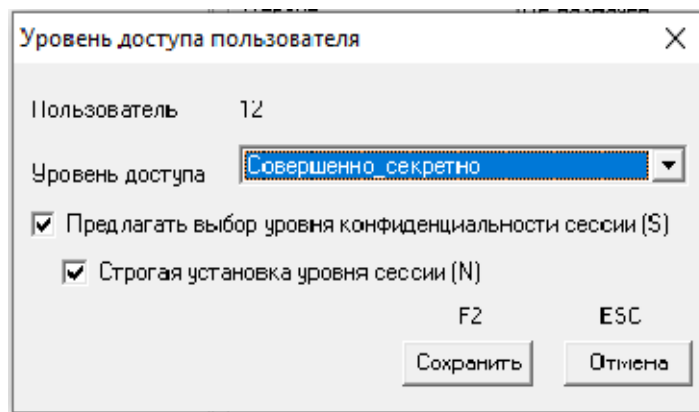 Уровень доступа пользователя
Пользователь 12
Уровень доступа Совершенно_секретно
Предлагать выбор уровня конфиденциальности сессии (S)
Строгая установка уровня сессии (N)
F2 ESC
Сохранить Отмена